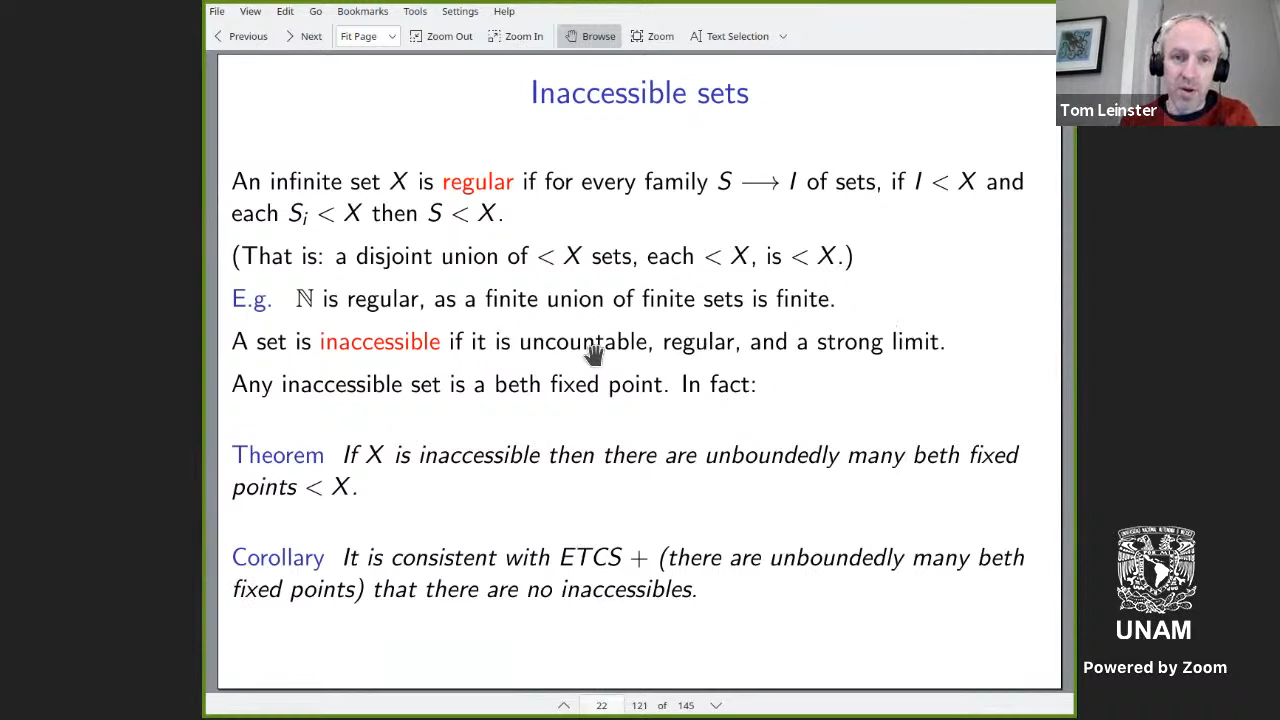 File View Edit Go Bookmarks Tools Settings Help
Previous Next Fit Page Zoom Out Zoom In Browse Zoom Text Selection
Inaccessible sets
Tom Leinster
An infinite set X is regular if for every family S ⟶ I of sets, if I < X and
each Sᵢ < X then S < X.
(That is: a disjoint union of < X sets, each < X, is < X.)
E.g. ℕ is regular, as a finite union of finite sets is finite.
A set is inaccessible if it is uncountable, regular, and a strong limit.
Any inaccessible set is a beth fixed point. In fact:
Theorem If X is inaccessible then there are unboundedly many beth fixed
points < X.
Corollary It is consistent with ETCS + (there are unboundedly many beth
fixed points) that there are no inaccessibles.
UNAM
Powered by Zoom
22 121 of 145